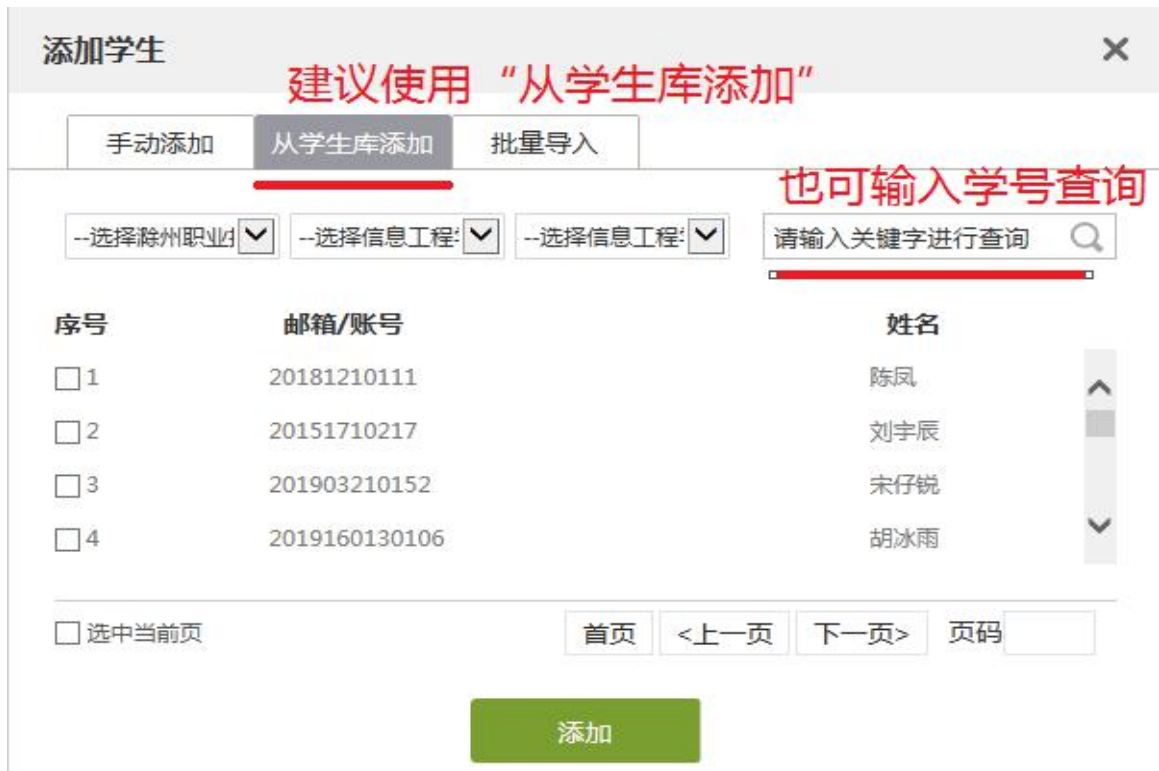 添加学生
建议使用“从学生库添加”
手动添加 从学生库添加 批量导入
也可输入学号查询
--选择滁州职业 --选择信息工程 --选择信息工程 请输入关键字进行查询
序号 邮箱/账号 姓名
1 20181210111 陈凤
2 20151710217 刘宇辰
3 201903210152 宋仔锐
4 2019160130106 胡冰雨
选中当前页 首页 <上一页 下一页> 页码
添加